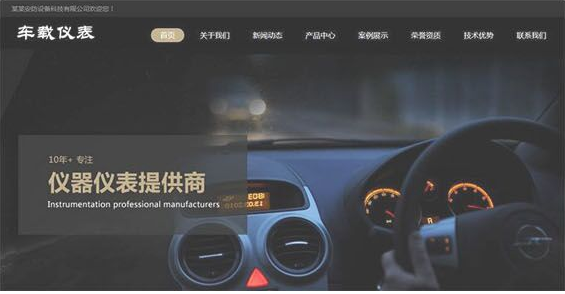 某某安防设备科技有限公司欢迎您！
车载仪表
首页 关于我们 新闻动态 产品中心 案例展示 荣誉资质 技术优势 联系我们
10年+ 专注
仪器仪表提供商
Instrumentation professional manufacturers